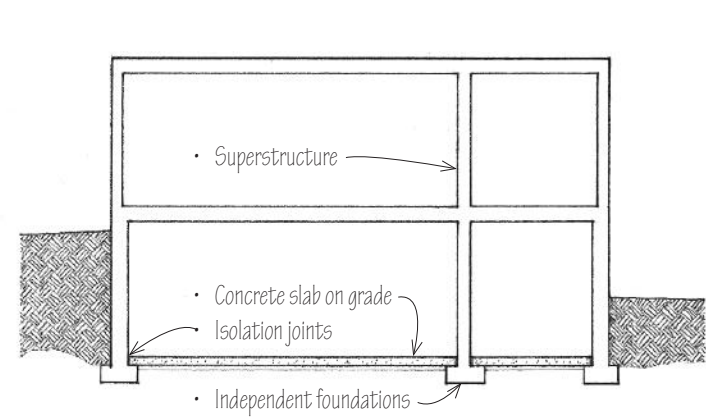 • Superstructure
• Concrete slab on grade
• Isolation joints
• Independent foundations